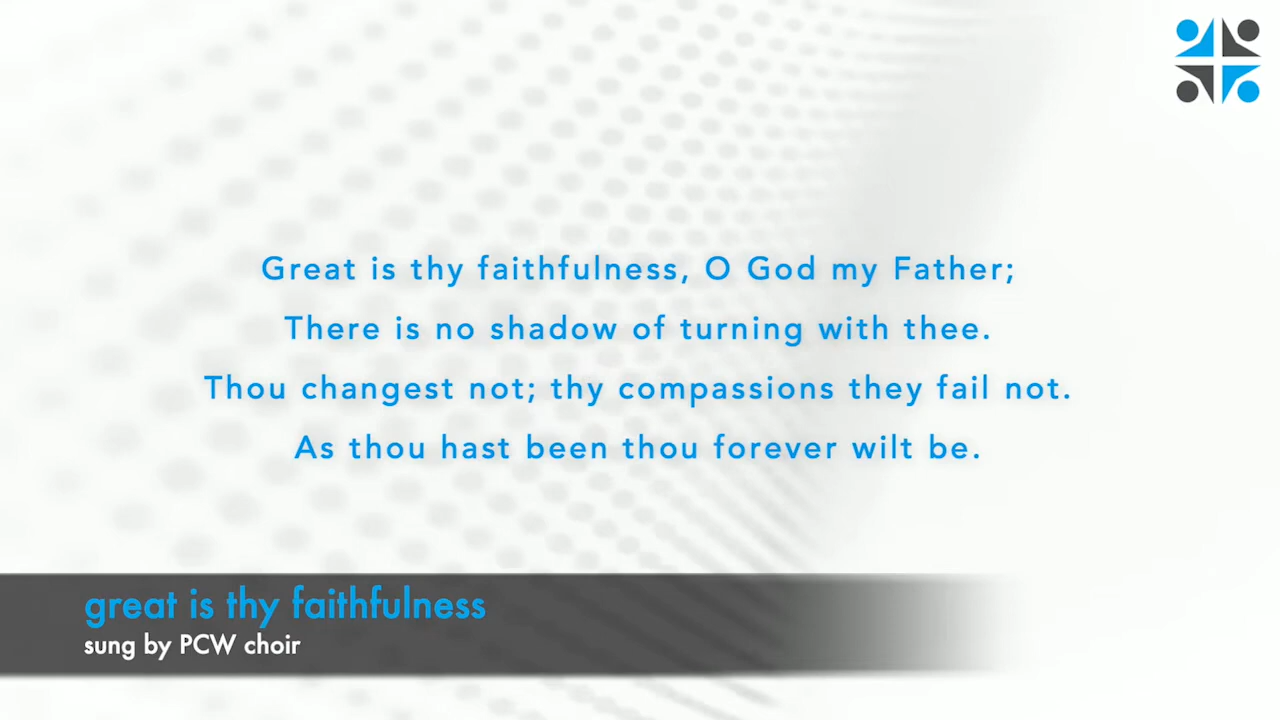 Great is thy faithfulness, O God my Father;
There is no shadow of turning with thee.
Thou changest not; thy compassions they fail not.
As thou hast been thou forever wilt be.
great is thy faithfulness
sung by PCW choir